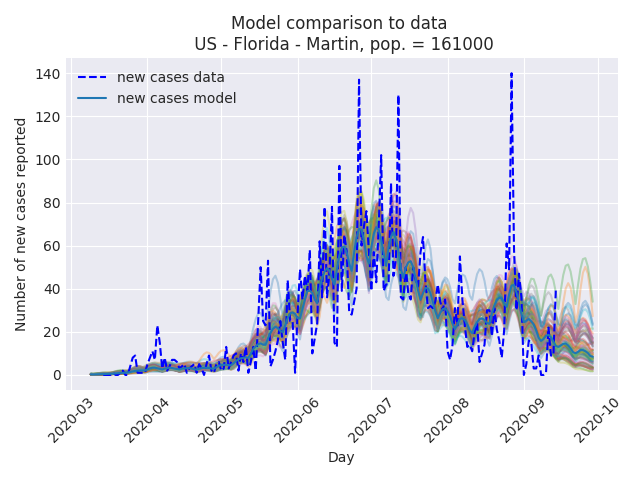 Model comparison to data
US - Florida - Martin, pop. = 161000
new cases data
new cases model
Number of new cases reported
140
120
100
80
60
40
20
0
2020-03
2020-04
2020-05
2020-06
2020-07
2020-08
2020-09
2020-10
Day